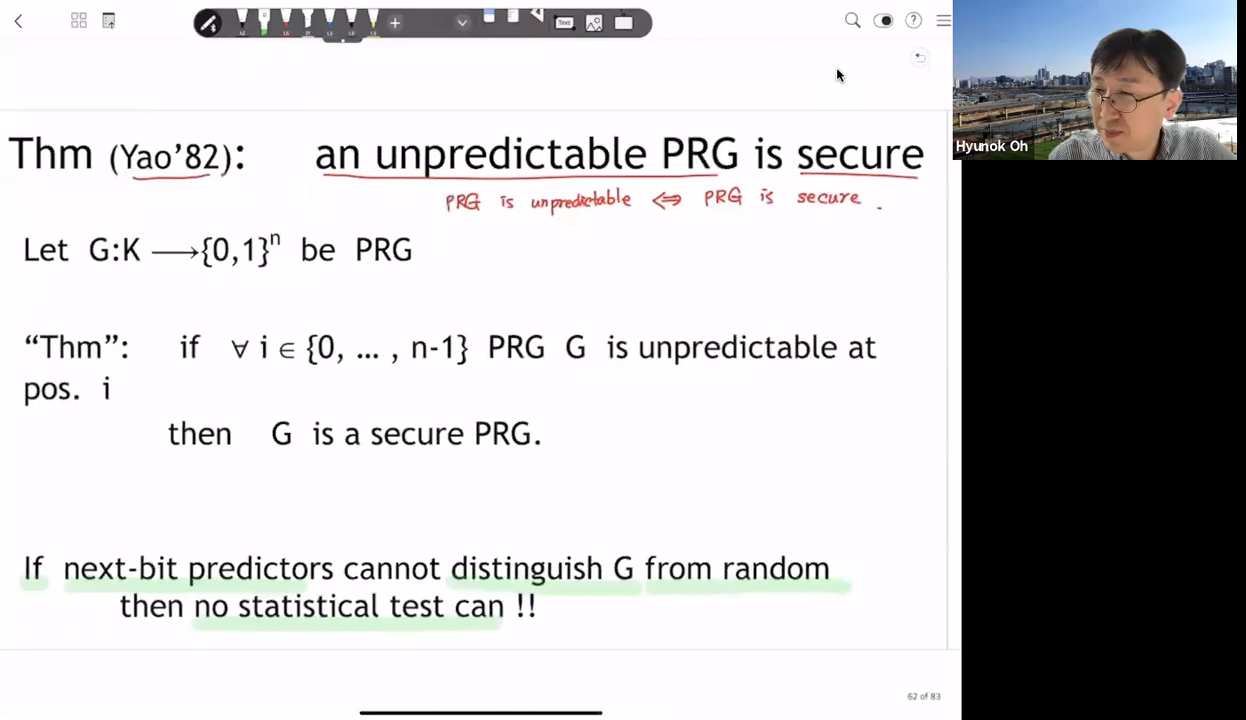 Thm (Yao’82): an unpredictable PRG is secure
PRG is unpredictable ⇔ PRG is secure .
Let G:K ⟶{0,1}ⁿ be PRG
“Thm”: if ∀ i ∈ {0, … , n-1} PRG G is unpredictable at
pos. i
then G is a secure PRG.
If next-bit predictors cannot distinguish G from random
then no statistical test can !!
62 of 83
Text
Hyunok Oh